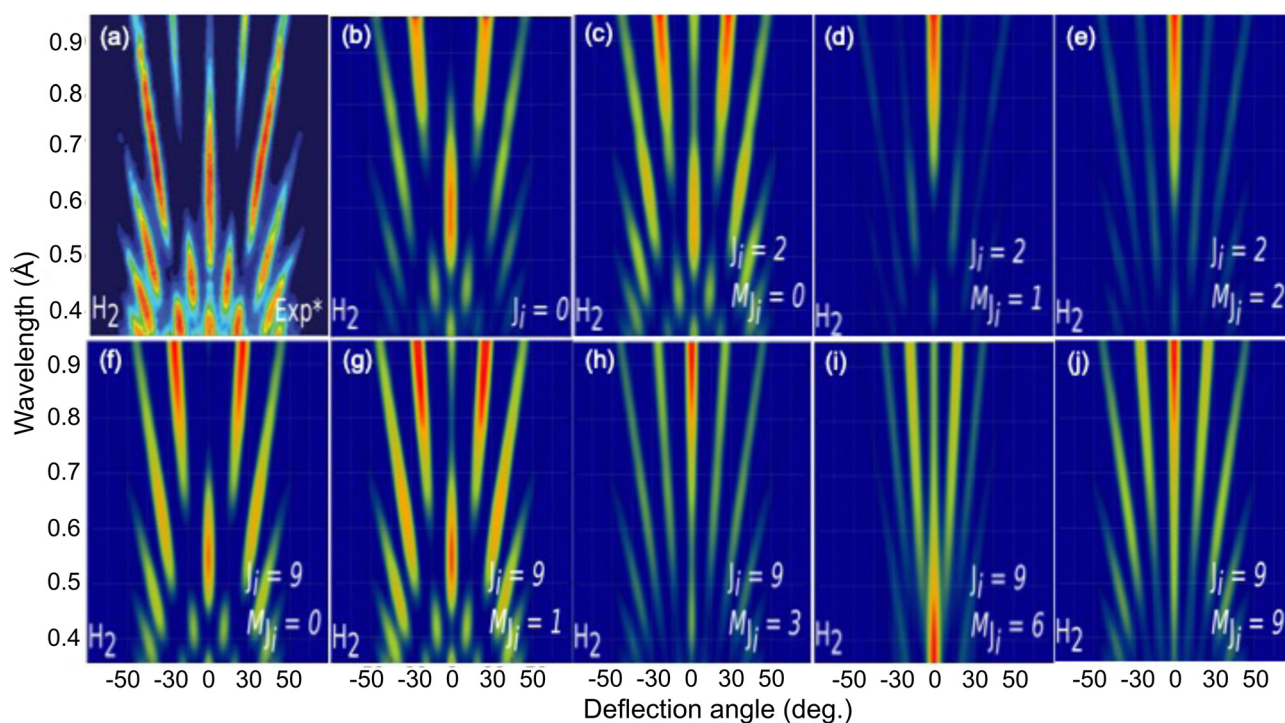 (a) (b) (c) (d) (e)
0.9
0.8
0.7
0.6
0.5
0.4
H2 Exp*
H2 Ji = 0
Ji = 2
MJi = 0
H2
Ji = 2
MJi = 1
H2
Ji = 2
MJi = 2
H2
(f) (g) (h) (i) (j)
0.9
0.8
0.7
0.6
0.5
0.4
Ji = 9
MJi = 0
H2
Ji = 9
MJi = 1
H2
Ji = 9
MJi = 3
H2
Ji = 9
MJi = 6
H2
Ji = 9
MJi = 9
H2
Wavelength (Å)
-50 -30 0 30 50 -50 -30 0 30 50 -50 -30 0 30 50 -50 -30 0 30 50 -50 -30 0 30 50
Deflection angle (deg.)